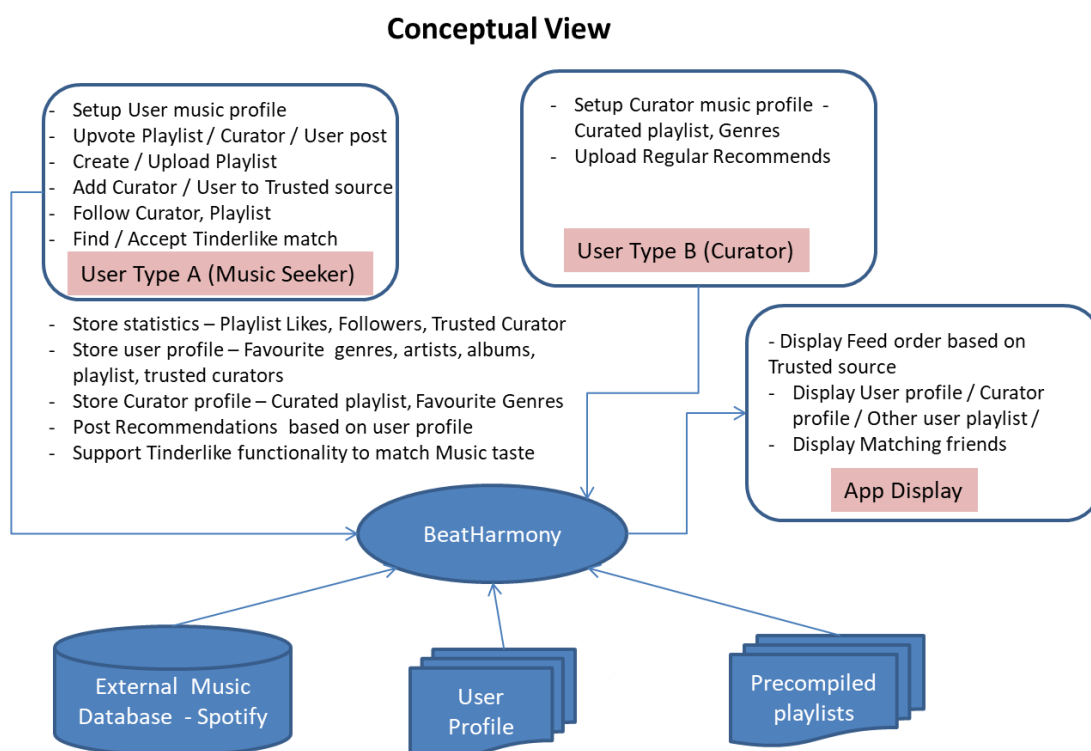 Conceptual View
- Setup User music profile
- Upvote Playlist / Curator / User post
- Create / Upload Playlist
- Add Curator / User to Trusted source
- Follow Curator, Playlist
- Find / Accept Tinderlike match
User Type A (Music Seeker)
- Setup Curator music profile -
Curated playlist, Genres
- Upload Regular Recommends
User Type B (Curator)
- Store statistics – Playlist Likes, Followers, Trusted Curator
- Store user profile – Favourite genres, artists, albums,
playlist, trusted curators
- Store Curator profile – Curated playlist, Favourite Genres
- Post Recommendations based on user profile
- Support Tinderlike functionality to match Music taste
- Display Feed order based on
Trusted source
- Display User profile / Curator
profile / Other user playlist /
- Display Matching friends
App Display
BeatHarmony
External Music
Database - Spotify
User
Profile
Precompiled
playlists